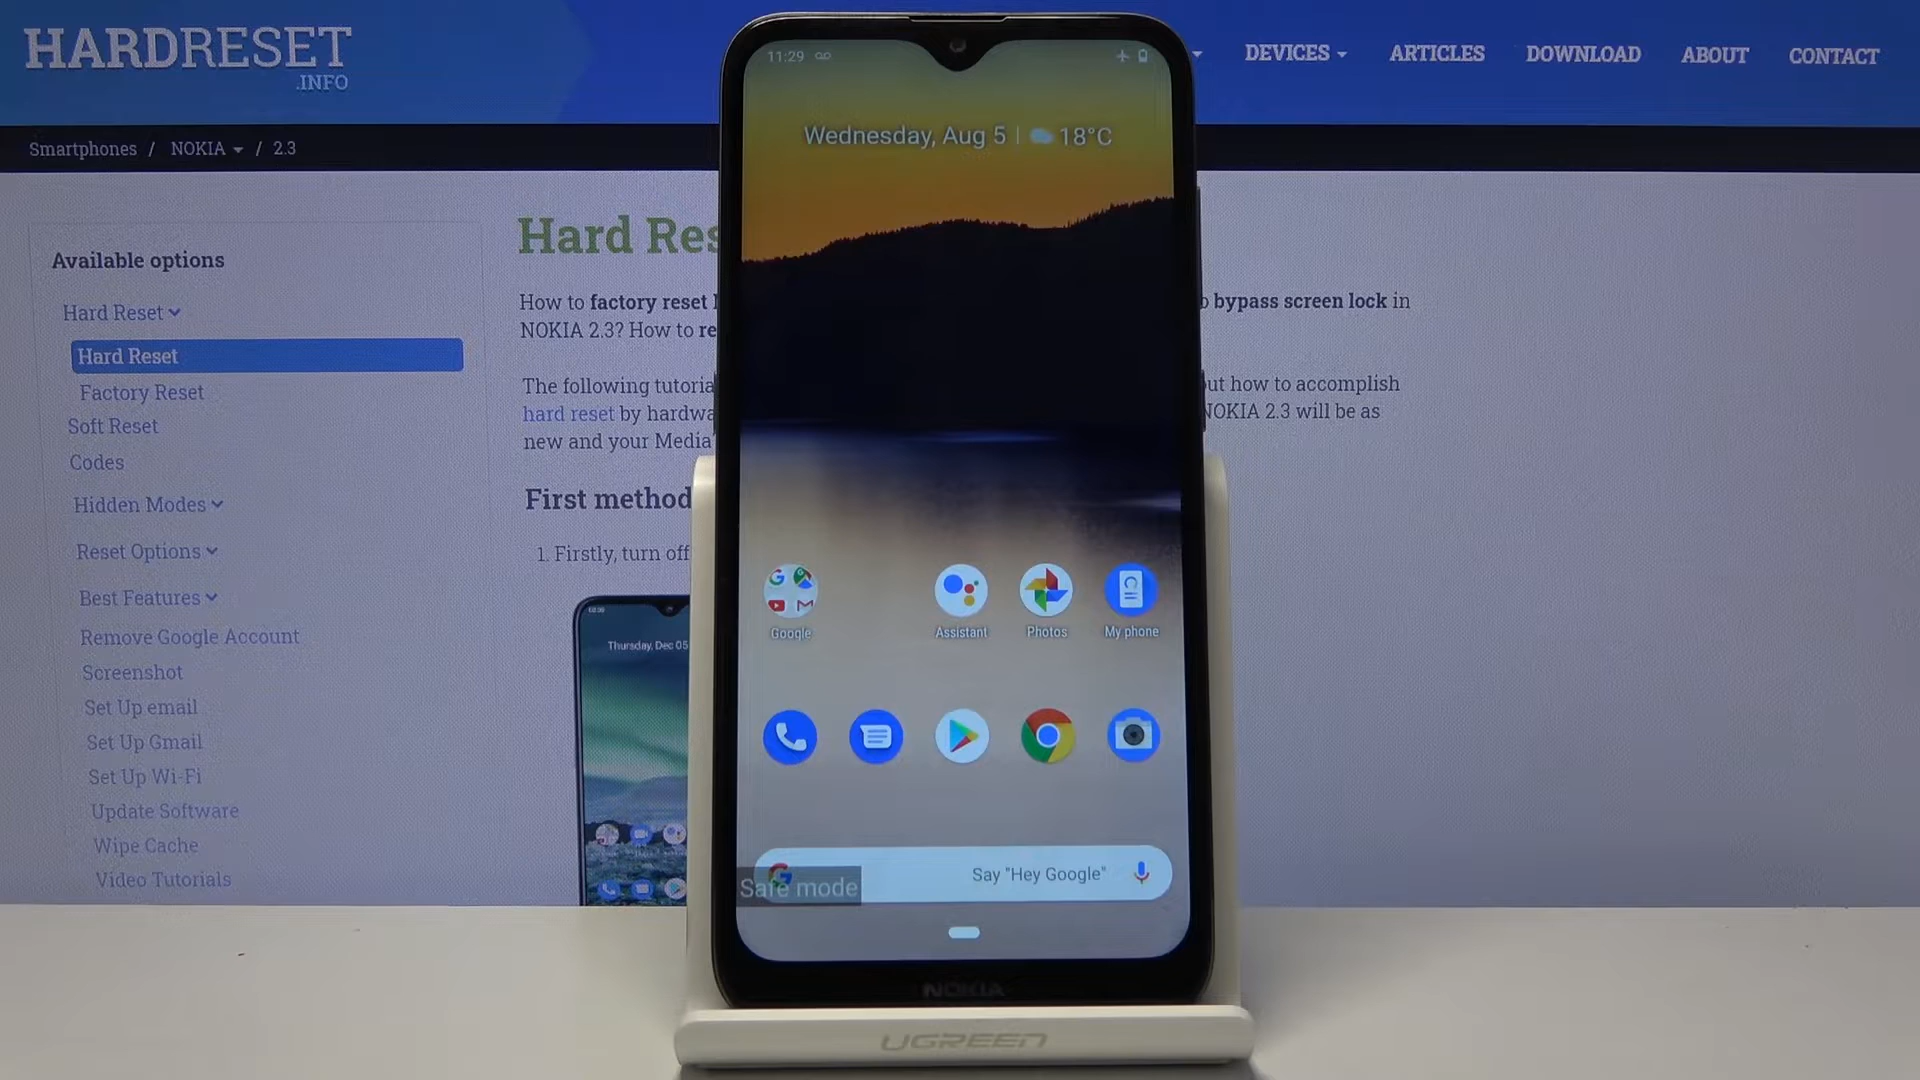 HARDRESET
.INFO
DEVICES
ARTICLES
DOWNLOAD
ABOUT
CONTACT
Smartphones / NOKIA / 2.3
Available options
Hard Reset
Hard Reset
Factory Reset
Soft Reset
Codes
Hidden Modes
Reset Options
Best Features
Remove Google Account
Screenshot
Set Up email
Set Up Gmail
Set Up Wi-Fi
Update Software
Wipe Cache
Video Tutorials
Hard Res
How to factory reset
bypass screen lock in
NOKIA 2.3? How to re
The following tutoria
ut how to accomplish
hard reset by hardwa
NOKIA 2.3 will be as
new and your Media
First method
1. Firstly, turn off
Thursday, Dec 05
11:29
Wednesday, Aug 5 | 18°C
Google
Assistant
Photos
My phone
Say "Hey Google"
Safe mode
NOKIA
UGREEN